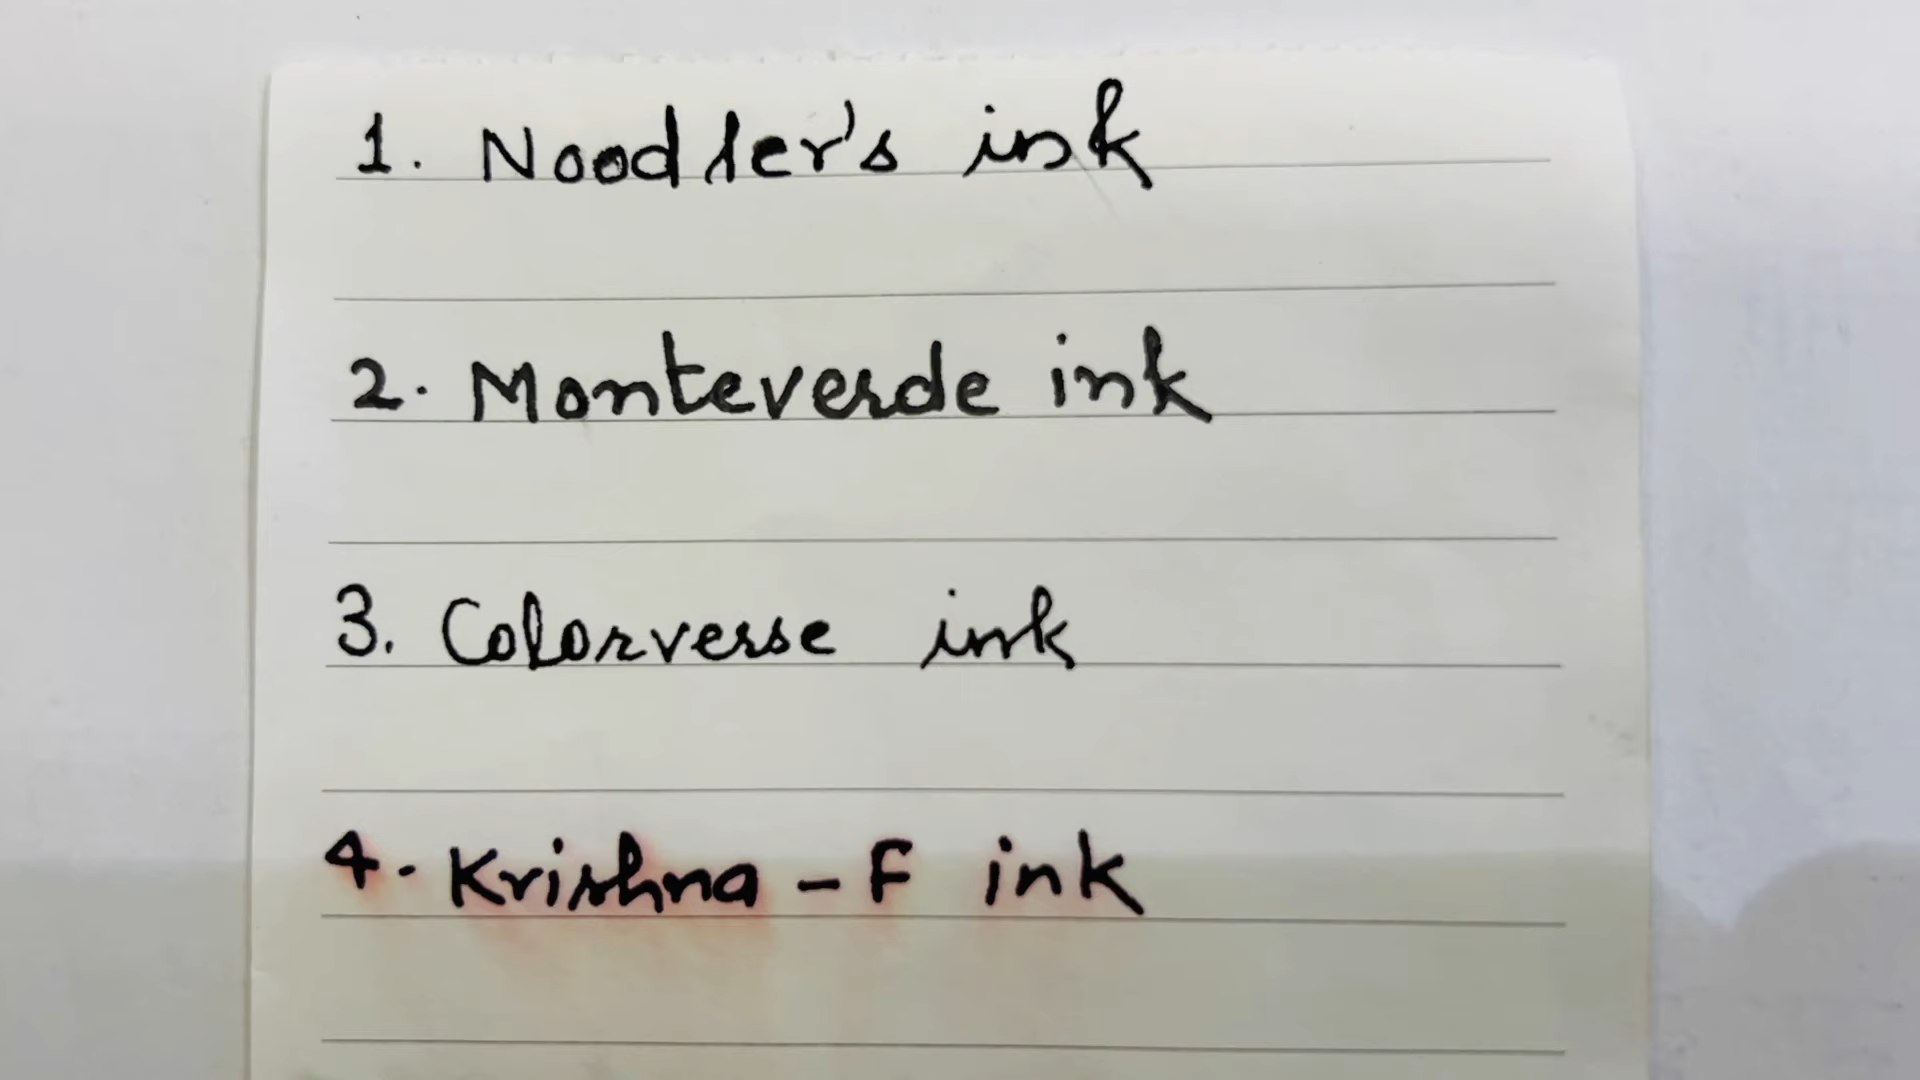 1. Noodler's ink
2. Monteverde ink
3. Colorverse ink
4. Krishna - F ink